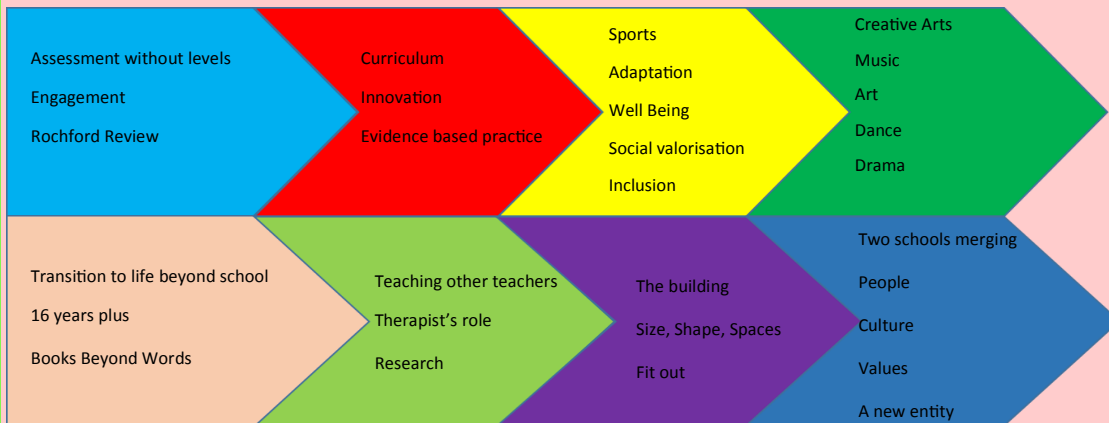 Assessment without levels
Engagement
Rochford Review
Curriculum
Innovation
Evidence based practice
Sports
Adaptation
Well Being
Social valorisation
Inclusion
Creative Arts
Music
Art
Dance
Drama
Transition to life beyond school
16 years plus
Books Beyond Words
Teaching other teachers
Therapist’s role
Research
The building
Size, Shape, Spaces
Fit out
Two schools merging
People
Culture
Values
A new entity